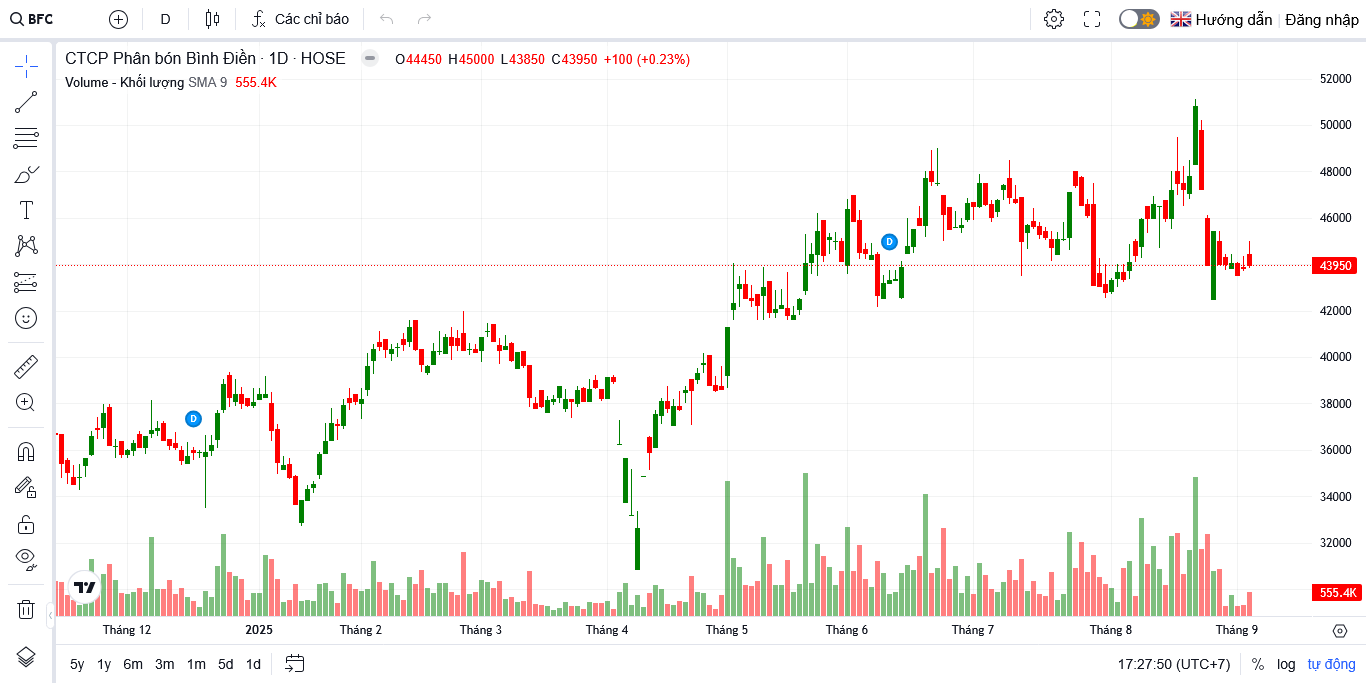 BFC D Các chỉ báo Hướng dẫn Đăng nhập
CTCP Phân bón Bình Điền · 1D · HOSE O44450 H45000 L43850 C43950 +100 (+0.23%)
Volume - Khối lượng SMA 9 555.4K
52000
50000
48000
46000
D
43950
42000
40000
38000
D
36000
34000
32000
555.4K
Tháng 12 2025 Tháng 2 Tháng 3 Tháng 4 Tháng 5 Tháng 6 Tháng 7 Tháng 8 Tháng 9
5y 1y 6m 3m 1m 5d 1d 17:27:50 (UTC+7) % log tự động